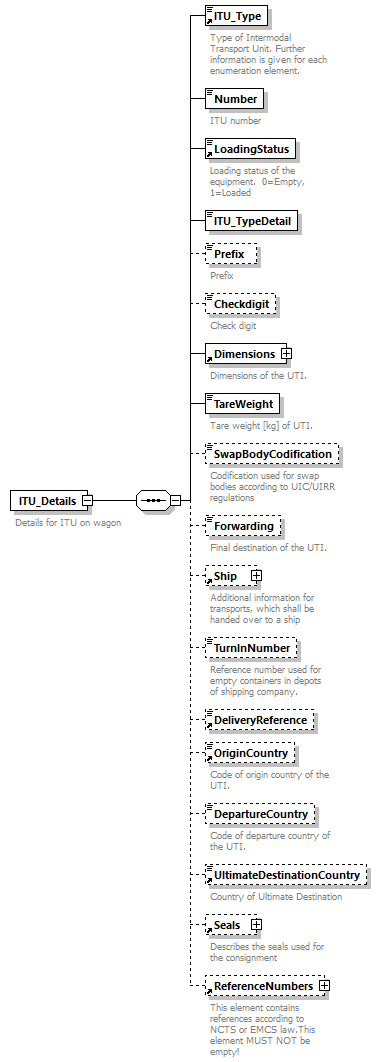 ITU_Type
Type of Intermodal
Transport Unit. Further
information is given for each
enumeration element.
Number
ITU number
LoadingStatus
Loading status of the
equipment.  0=Empty,
1=Loaded
ITU_TypeDetail
Prefix
Prefix
Checkdigit
Check digit
Dimensions
Dimensions of the UTI.
TareWeight
Tare weight [kg] of UTI.
SwapBodyCodification
Codification used for swap
bodies according to UIC/UIRR
regulations
ITU_Details
Details for ITU on wagon
Forwarding
Final destination of the UTI.
Ship
Additional information for
transports, which shall be
handed over to a ship
TurnInNumber
Reference number used for
empty containers in depots
of shipping company.
DeliveryReference
OriginCountry
Code of origin country of the
UTI.
DepartureCountry
Code of departure country of
the UTI.
UltimateDestinationCountry
Country of Ultimate Destination
Seals
Describes the seals used for
the consignment
ReferenceNumbers
This element contains
references according to
NCTS or EMCS law.This
element MUST NOT be
empty!